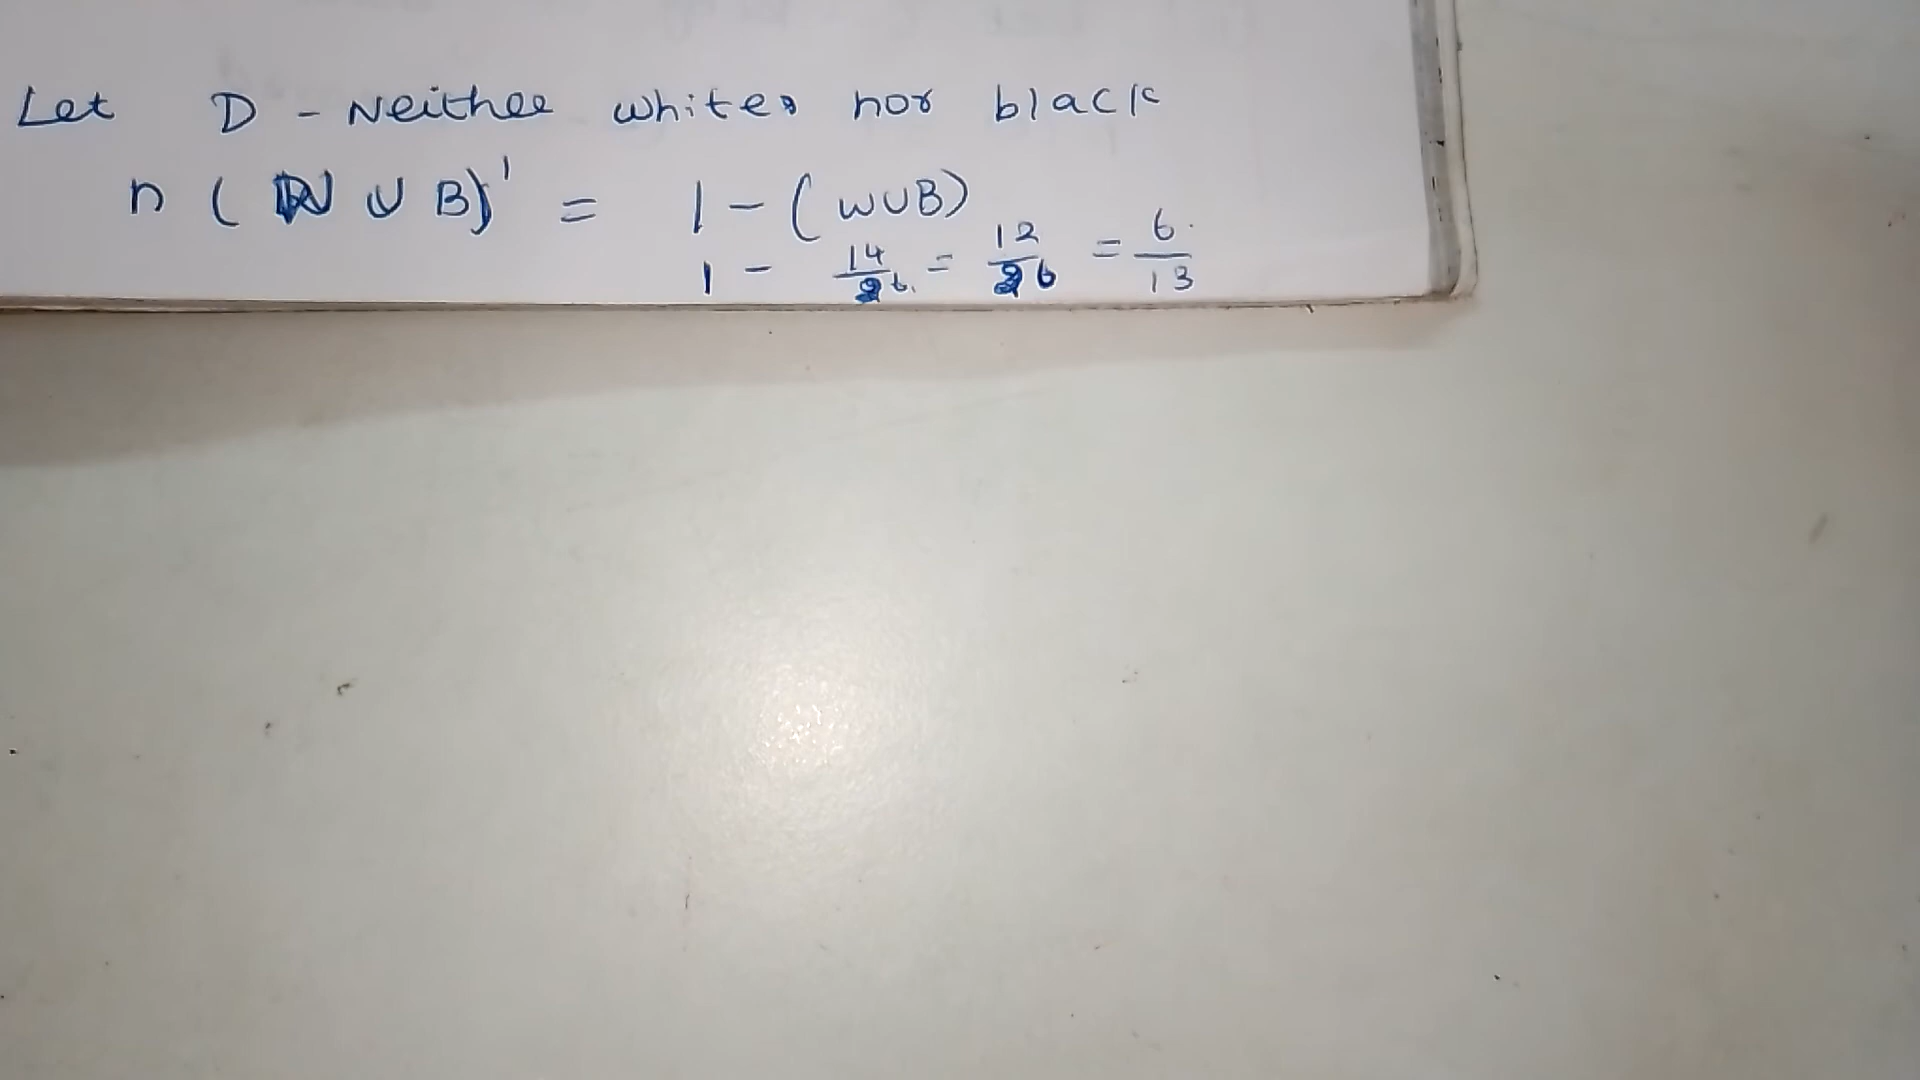 Let D - Neither white nor black
n (W ∪ B)' = 1 - (W∪B)
1 - 14/26 = 12/26 = 6/13